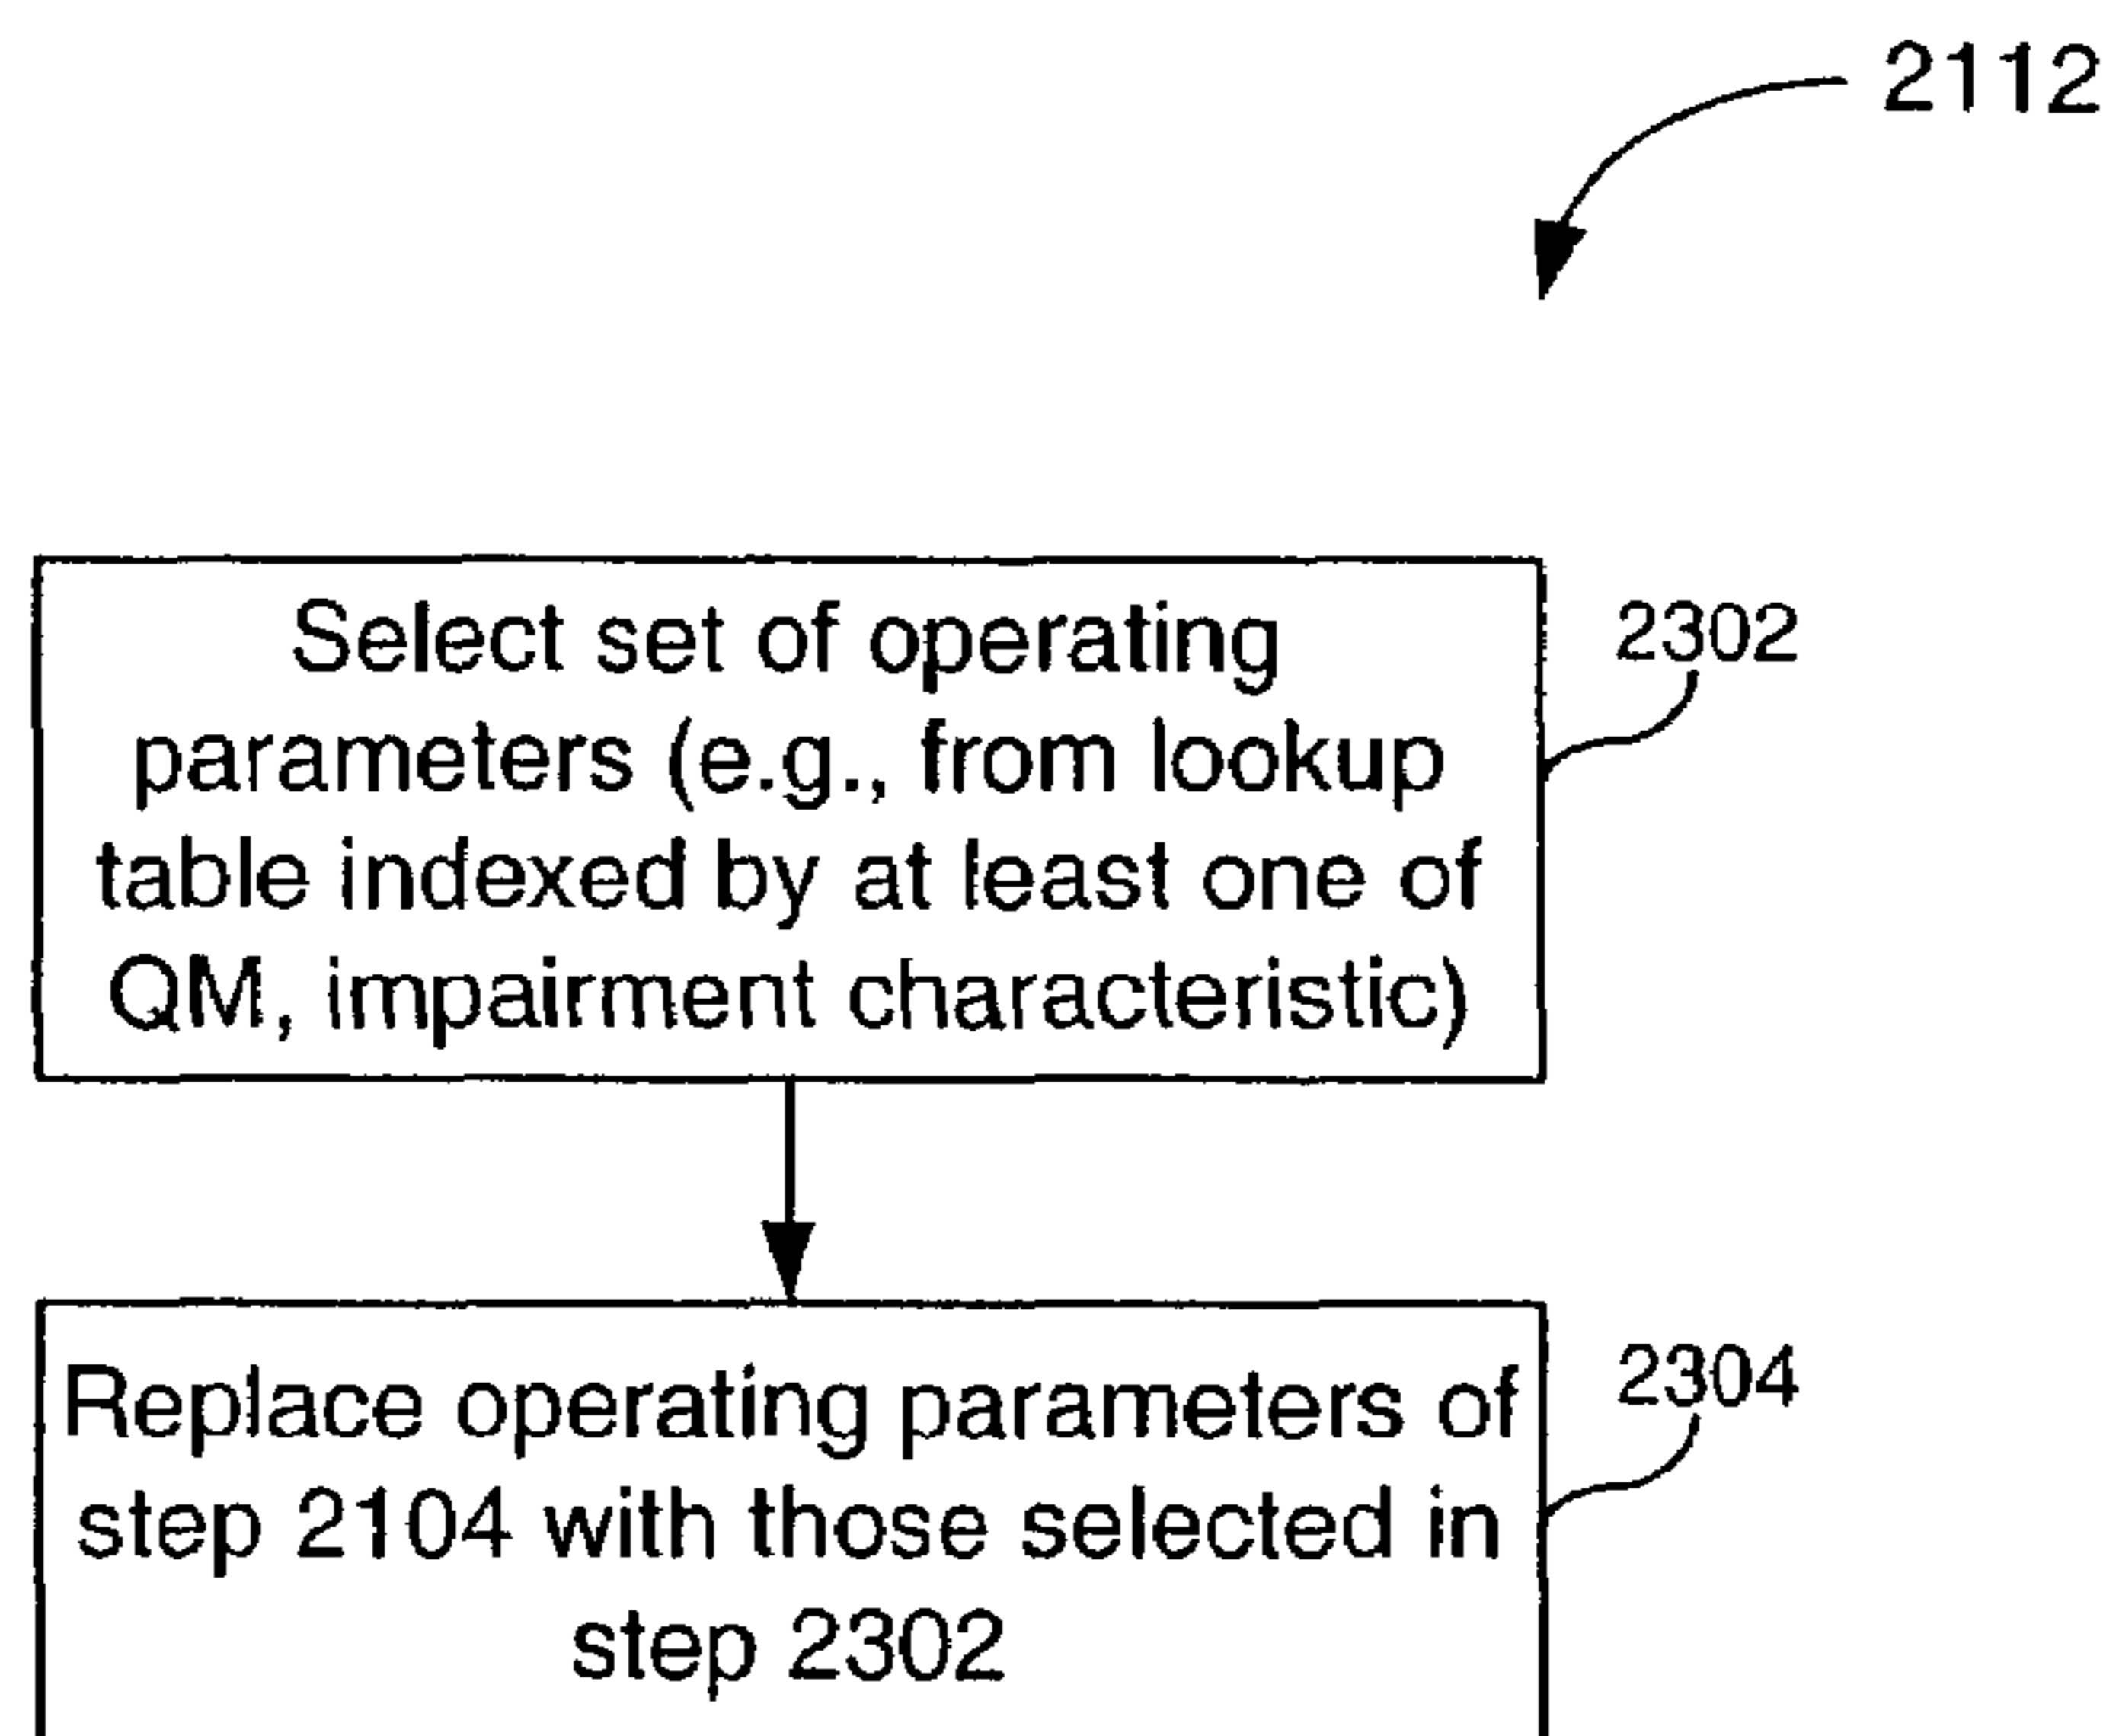 2112
Select set of operating
2302
parameters (e.g., from lookup
table indexed by at least one of
QM, impairment characteristic)
Replace operating parameters of
2304
step 2104 with those selected in
step 2302